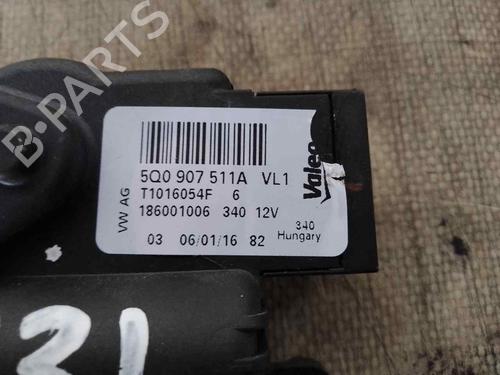 B-PARTS
5Q0 907 511A VL1
T1016054F 6
186001006 340 12V
VW AG
03 06/01/16 82
Valeo
340
Hungary
21